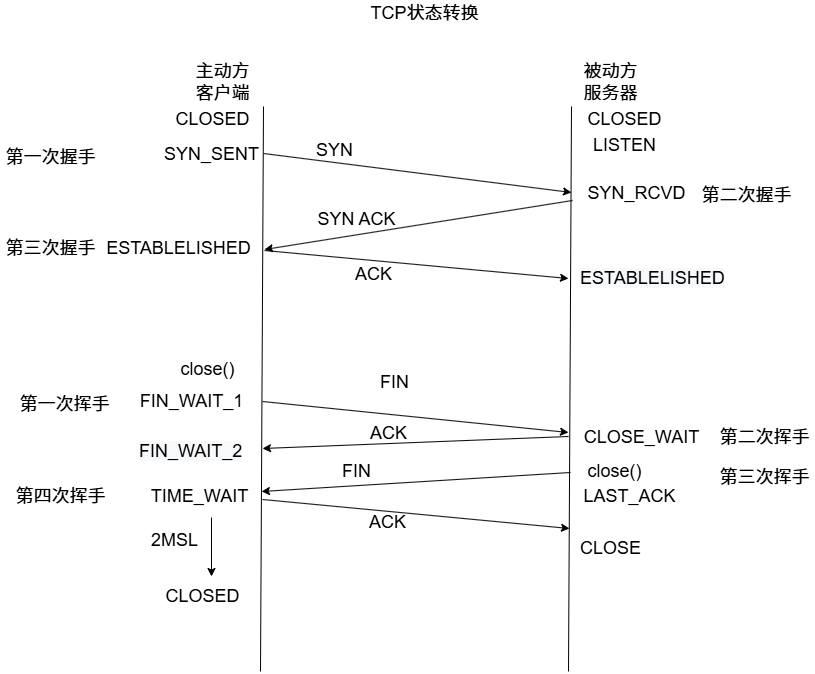 TCP状态转换
主动方
客户端
被动方
服务器
CLOSED
CLOSED
LISTEN
第一次握手
SYN_SENT
SYN
SYN_RCVD
第二次握手
SYN ACK
第三次握手
ESTABLELISHED
ACK
ESTABLELISHED
close()
FIN
第一次挥手
FIN_WAIT_1
ACK
CLOSE_WAIT
第二次挥手
FIN_WAIT_2
FIN
close()
第三次挥手
第四次挥手
TIME_WAIT
LAST_ACK
ACK
2MSL
CLOSE
CLOSED